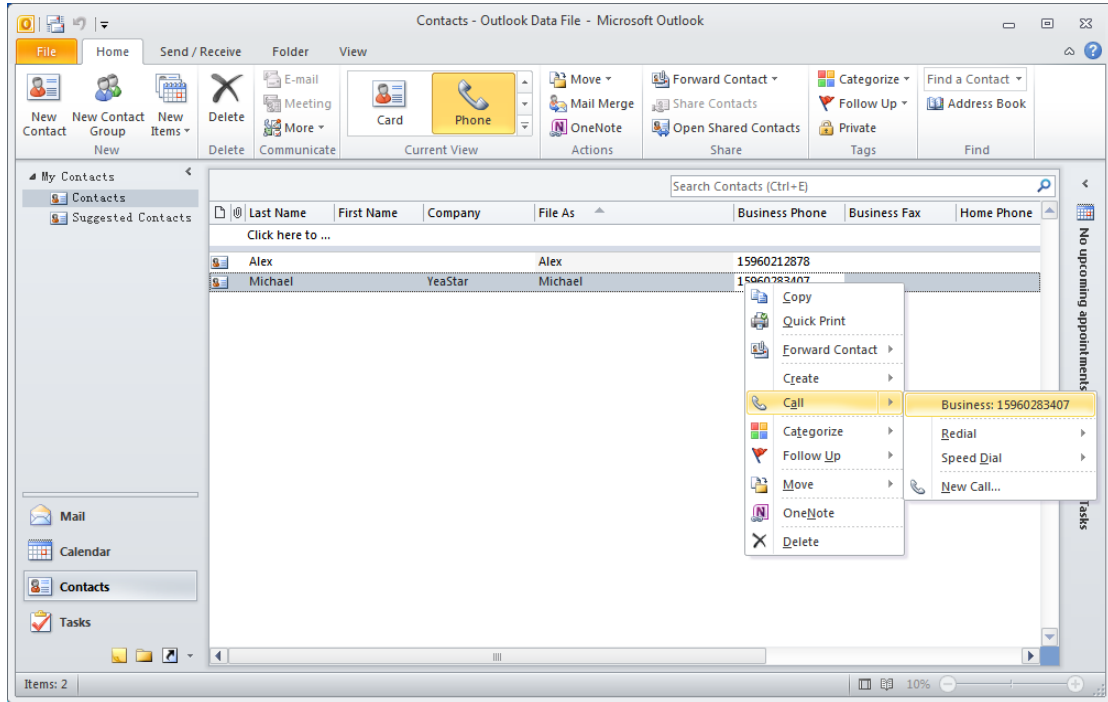 Contacts - Outlook Data File - Microsoft Outlook
File Home Send / Receive Folder View
New Contact
New Contact Group
New Items
Delete
E-mail
Meeting
More
Card
Phone
Move
Mail Merge
OneNote
Forward Contact
Share Contacts
Open Shared Contacts
Categorize
Follow Up
Private
Find a Contact
Address Book
New Delete Communicate Current View Actions Share Tags Find
My Contacts
Contacts
Suggested Contacts
Search Contacts (Ctrl+E)
Last Name First Name Company File As Business Phone Business Fax Home Phone
Click here to ...
Alex Alex 15960212878
Michael YeaStar Michael 15960283407
Copy
Quick Print
Forward Contact
Create
Call
Categorize
Follow Up
Move
OneNote
Delete
Business: 15960283407
Redial
Speed Dial
New Call...
No upcoming appointments
Tasks
Mail
Calendar
Contacts
Tasks
Items: 2
10%